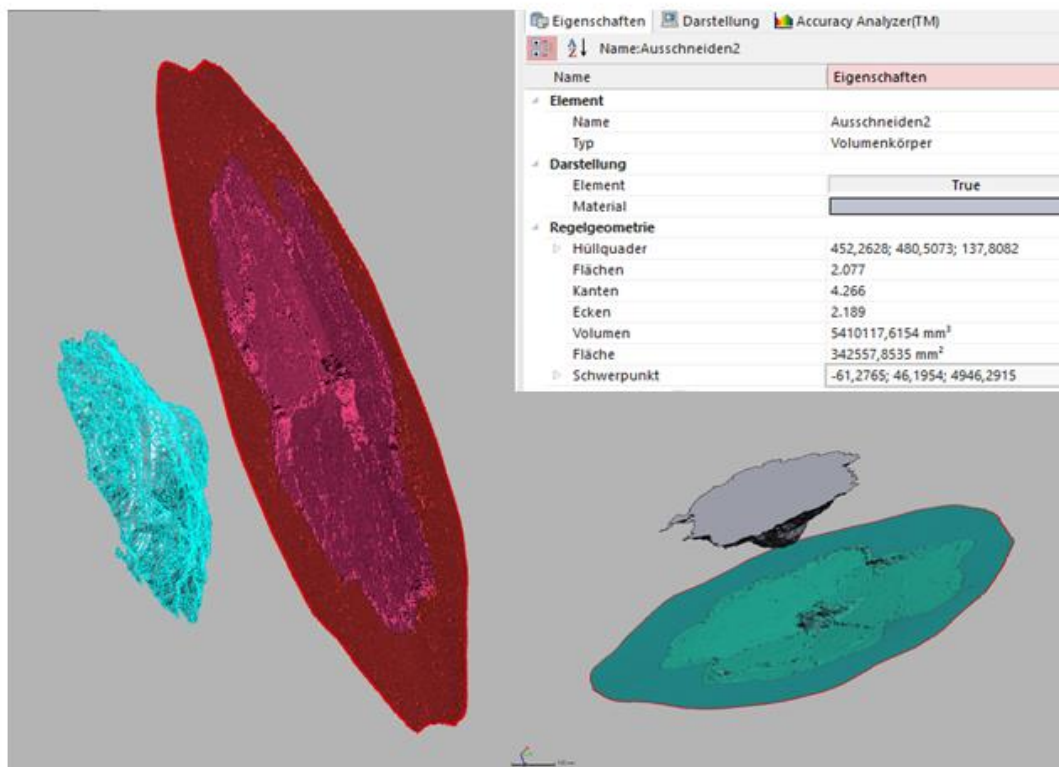 Eigenschaften Darstellung Accuracy Analyzer(TM)
Name:Ausschneiden2
Name Eigenschaften
Element
Name Ausschneiden2
Typ Volumenkörper
Darstellung
Element True
Material
Regelgeometrie
Hüllquader 452,2628; 480,5073; 137,8082
Flächen 2.077
Kanten 4.266
Ecken 2.189
Volumen 5410117,6154 mm³
Fläche 342557,8535 mm²
Schwerpunkt -61,2765; 46,1954; 4946,2915